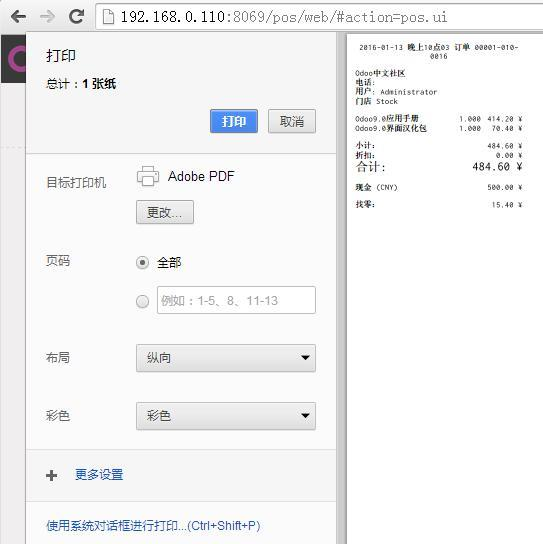 192.168.0.110:8069/pos/web/#action=pos.ui
打印
总计：1 张纸
打印 取消
目标打印机 Adobe PDF
更改...
页码 全部
例如：1-5、8、11-13
布局 纵向
彩色 彩色
更多设置
使用系统对话框进行打印...(Ctrl+Shift+P)
2016-01-13 晚上10点03 订单 00001-010-
0016
Odoo中文社区
电话:
用户: Administrator
门店 Stock
Odoo9.0应用手册 1.000 414.20 ¥
Odoo9.0界面汉化包 1.000 70.40 ¥
小计: 484.60 ¥
折扣: 0.00 ¥
合计: 484.60 ¥
现金 (CNY) 500.00 ¥
找零: 15.40 ¥